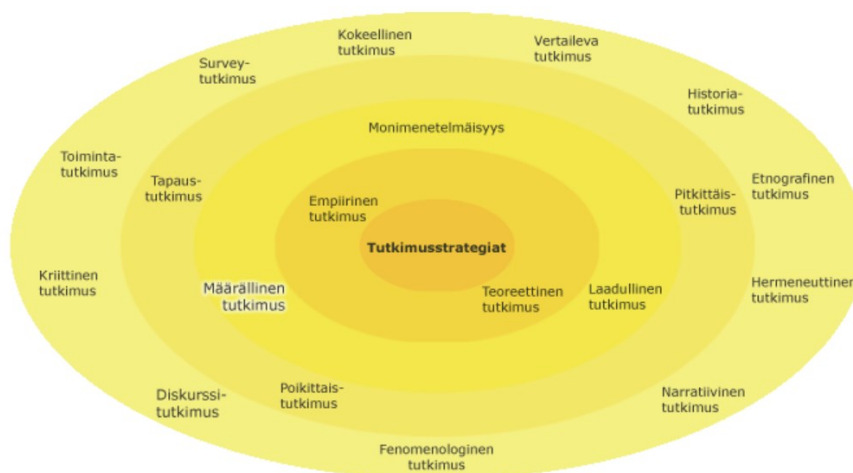 Kokeellinen
tutkimus
Vertaileva
tutkimus
Survey-
tutkimus
Historia-
tutkimus
Monimenetelmäisyys
Toiminta-
tutkimus
Tapaus-
tutkimus
Etnografinen
tutkimus
Pitkittäis-
tutkimus
Empiirinen
tutkimus
Tutkimusstrategiat
Kriittinen
tutkimus
Määrällinen
tutkimus
Teoreettinen
tutkimus
Laadullinen
tutkimus
Hermeneuttinen
tutkimus
Diskurssi-
tutkimus
Poikittais-
tutkimus
Narratiivinen
tutkimus
Fenomenologinen
tutkimus